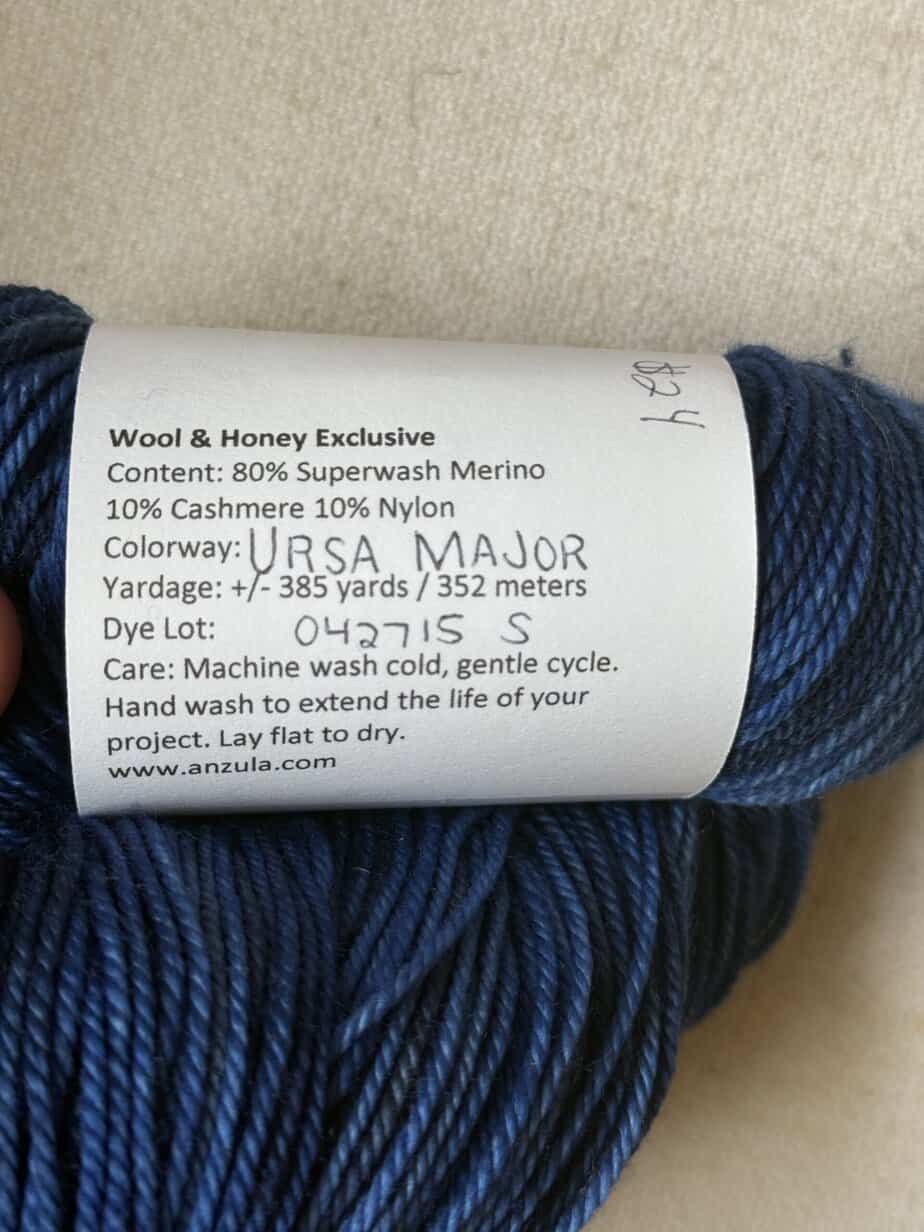 $24
Wool & Honey Exclusive
Content: 80% Superwash Merino
10% Cashmere 10% Nylon
Colorway: URSA MAJOR
Yardage: +/- 385 yards / 352 meters
Dye Lot: 042715 S
Care: Machine wash cold, gentle cycle.
Hand wash to extend the life of your
project. Lay flat to dry.
www.anzula.com